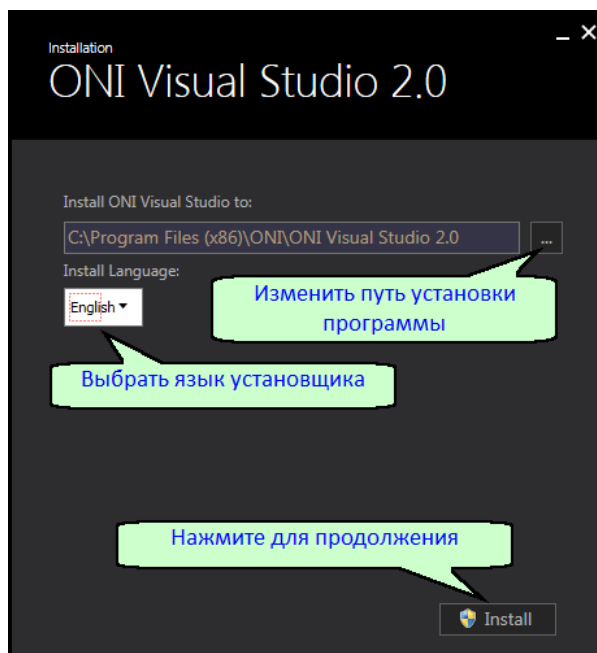 Installation
ONI Visual Studio 2.0
Install ONI Visual Studio to:
C:\Program Files (x86)\ONI\ONI Visual Studio 2.0
...
Install Language:
English
Изменить путь установки
программы
Выбрать язык установщика
Нажмите для продолжения
Install